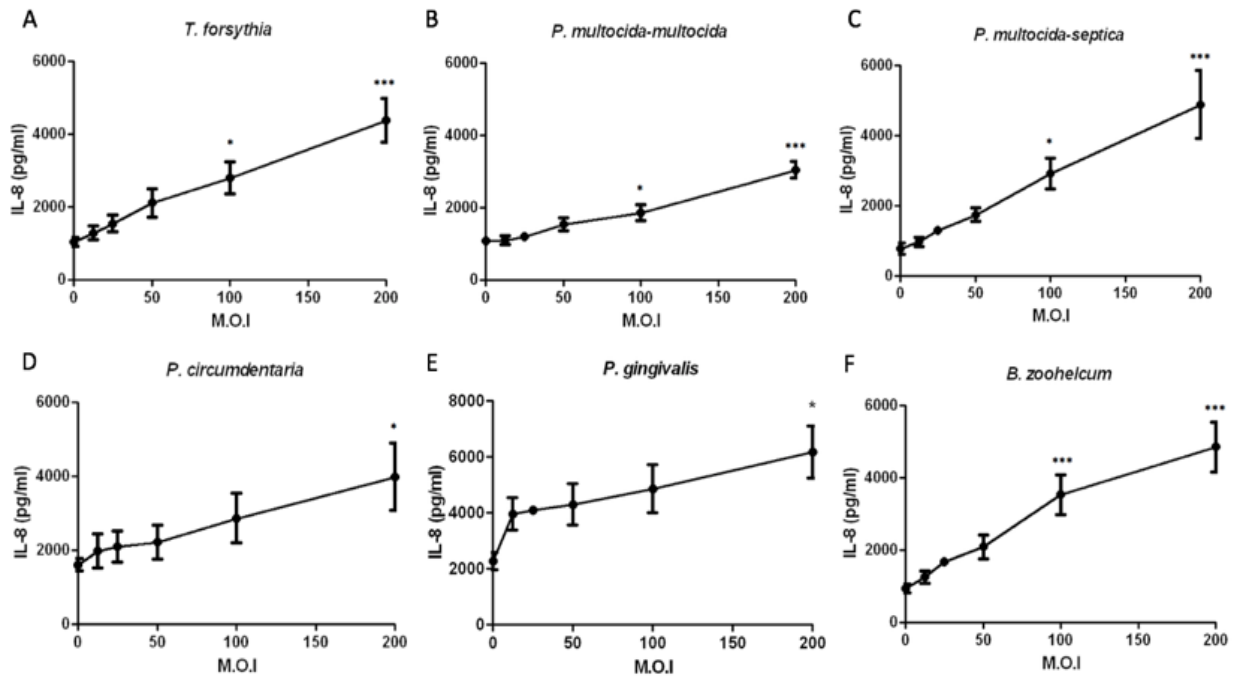 A
T. forsythia
***
*
6000
4000
2000
0
IL-8 (pg/ml)
0 50 100 150 200
M.O.I
B
P. multocida-multocida
***
*
6000
4000
2000
0
IL-8 (pg/ml)
0 50 100 150 200
M.O.I
C
P. multocida-septica
***
*
6000
4000
2000
0
IL-8 (pg/ml)
0 50 100 150 200
M.O.I
D
P. circumdentaria
*
6000
4000
2000
0
IL-8 (pg/ml)
0 50 100 150 200
M.O.I
E
P. gingivalis
*
8000
6000
4000
2000
0
IL-8 (pg/ml)
0 50 100 150 200
M.O.I
F
B. zoohelcum
***
***
6000
4000
2000
0
IL-8 (pg/ml)
0 50 100 150 200
M.O.I